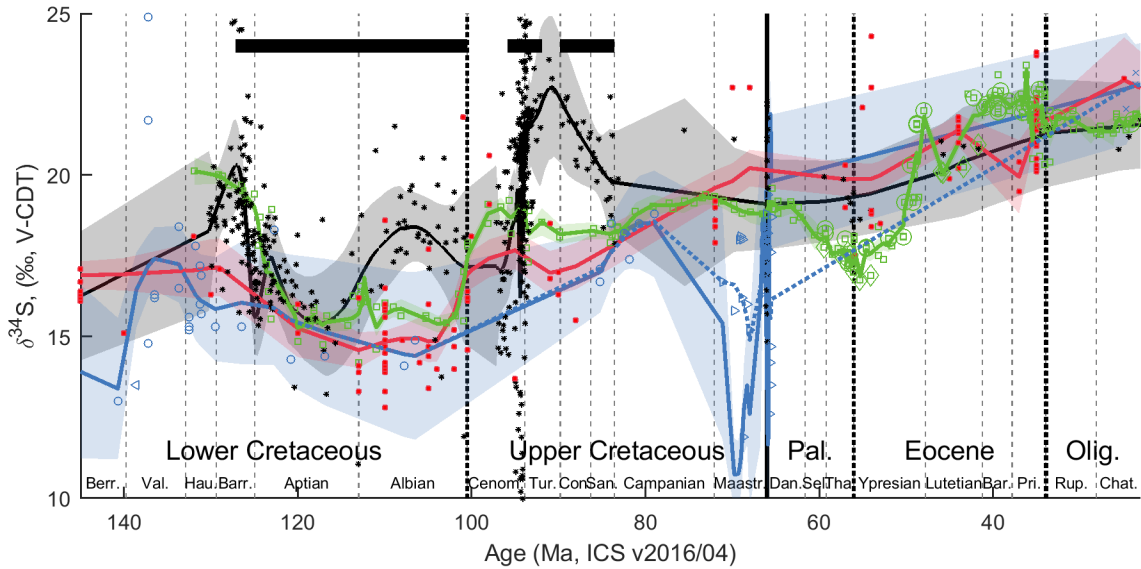 25
20
15
10
δ³⁴S, (‰, V-CDT)
Lower Cretaceous Upper Cretaceous Pal. Eocene Olig.
Berr. Val. Hau. Barr. Aptian Albian Cenom. Tur. Con. San. Campanian Maastr. Dan. Sel. Tha. Ypresian Lutetian Bar. Pri. Rup. Chat.
140 120 100 80 60 40
Age (Ma, ICS v2016/04)